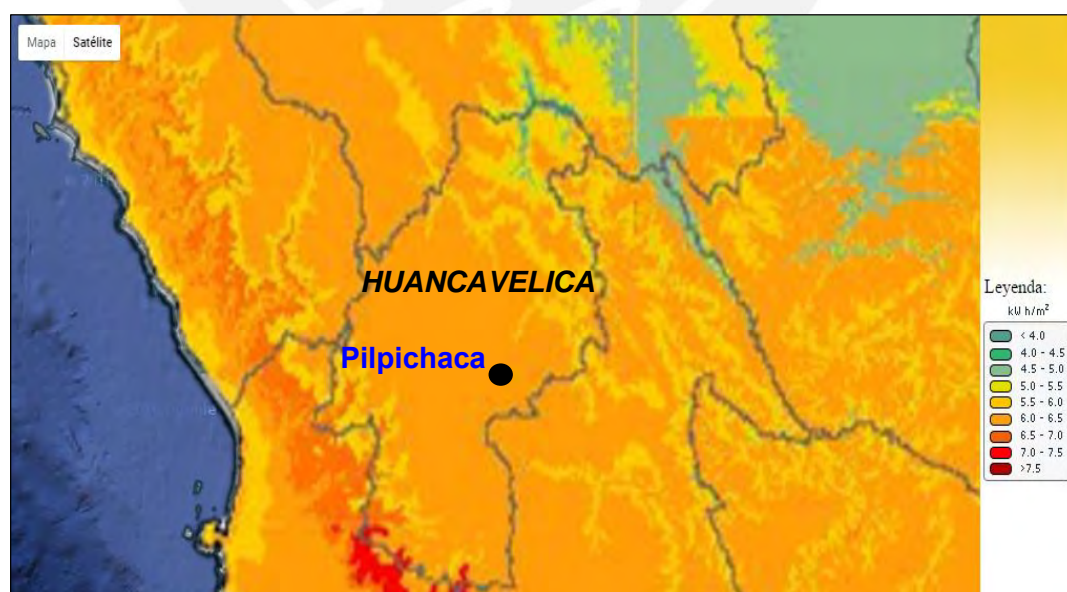 Mapa Satélite
HUANCAVELICA
Pilpichaca
Leyenda:
kW h/m²
< 4.0
4.0 - 4.5
4.5 - 5.0
5.0 - 5.5
5.5 - 6.0
6.0 - 6.5
6.5 - 7.0
7.0 - 7.5
>7.5